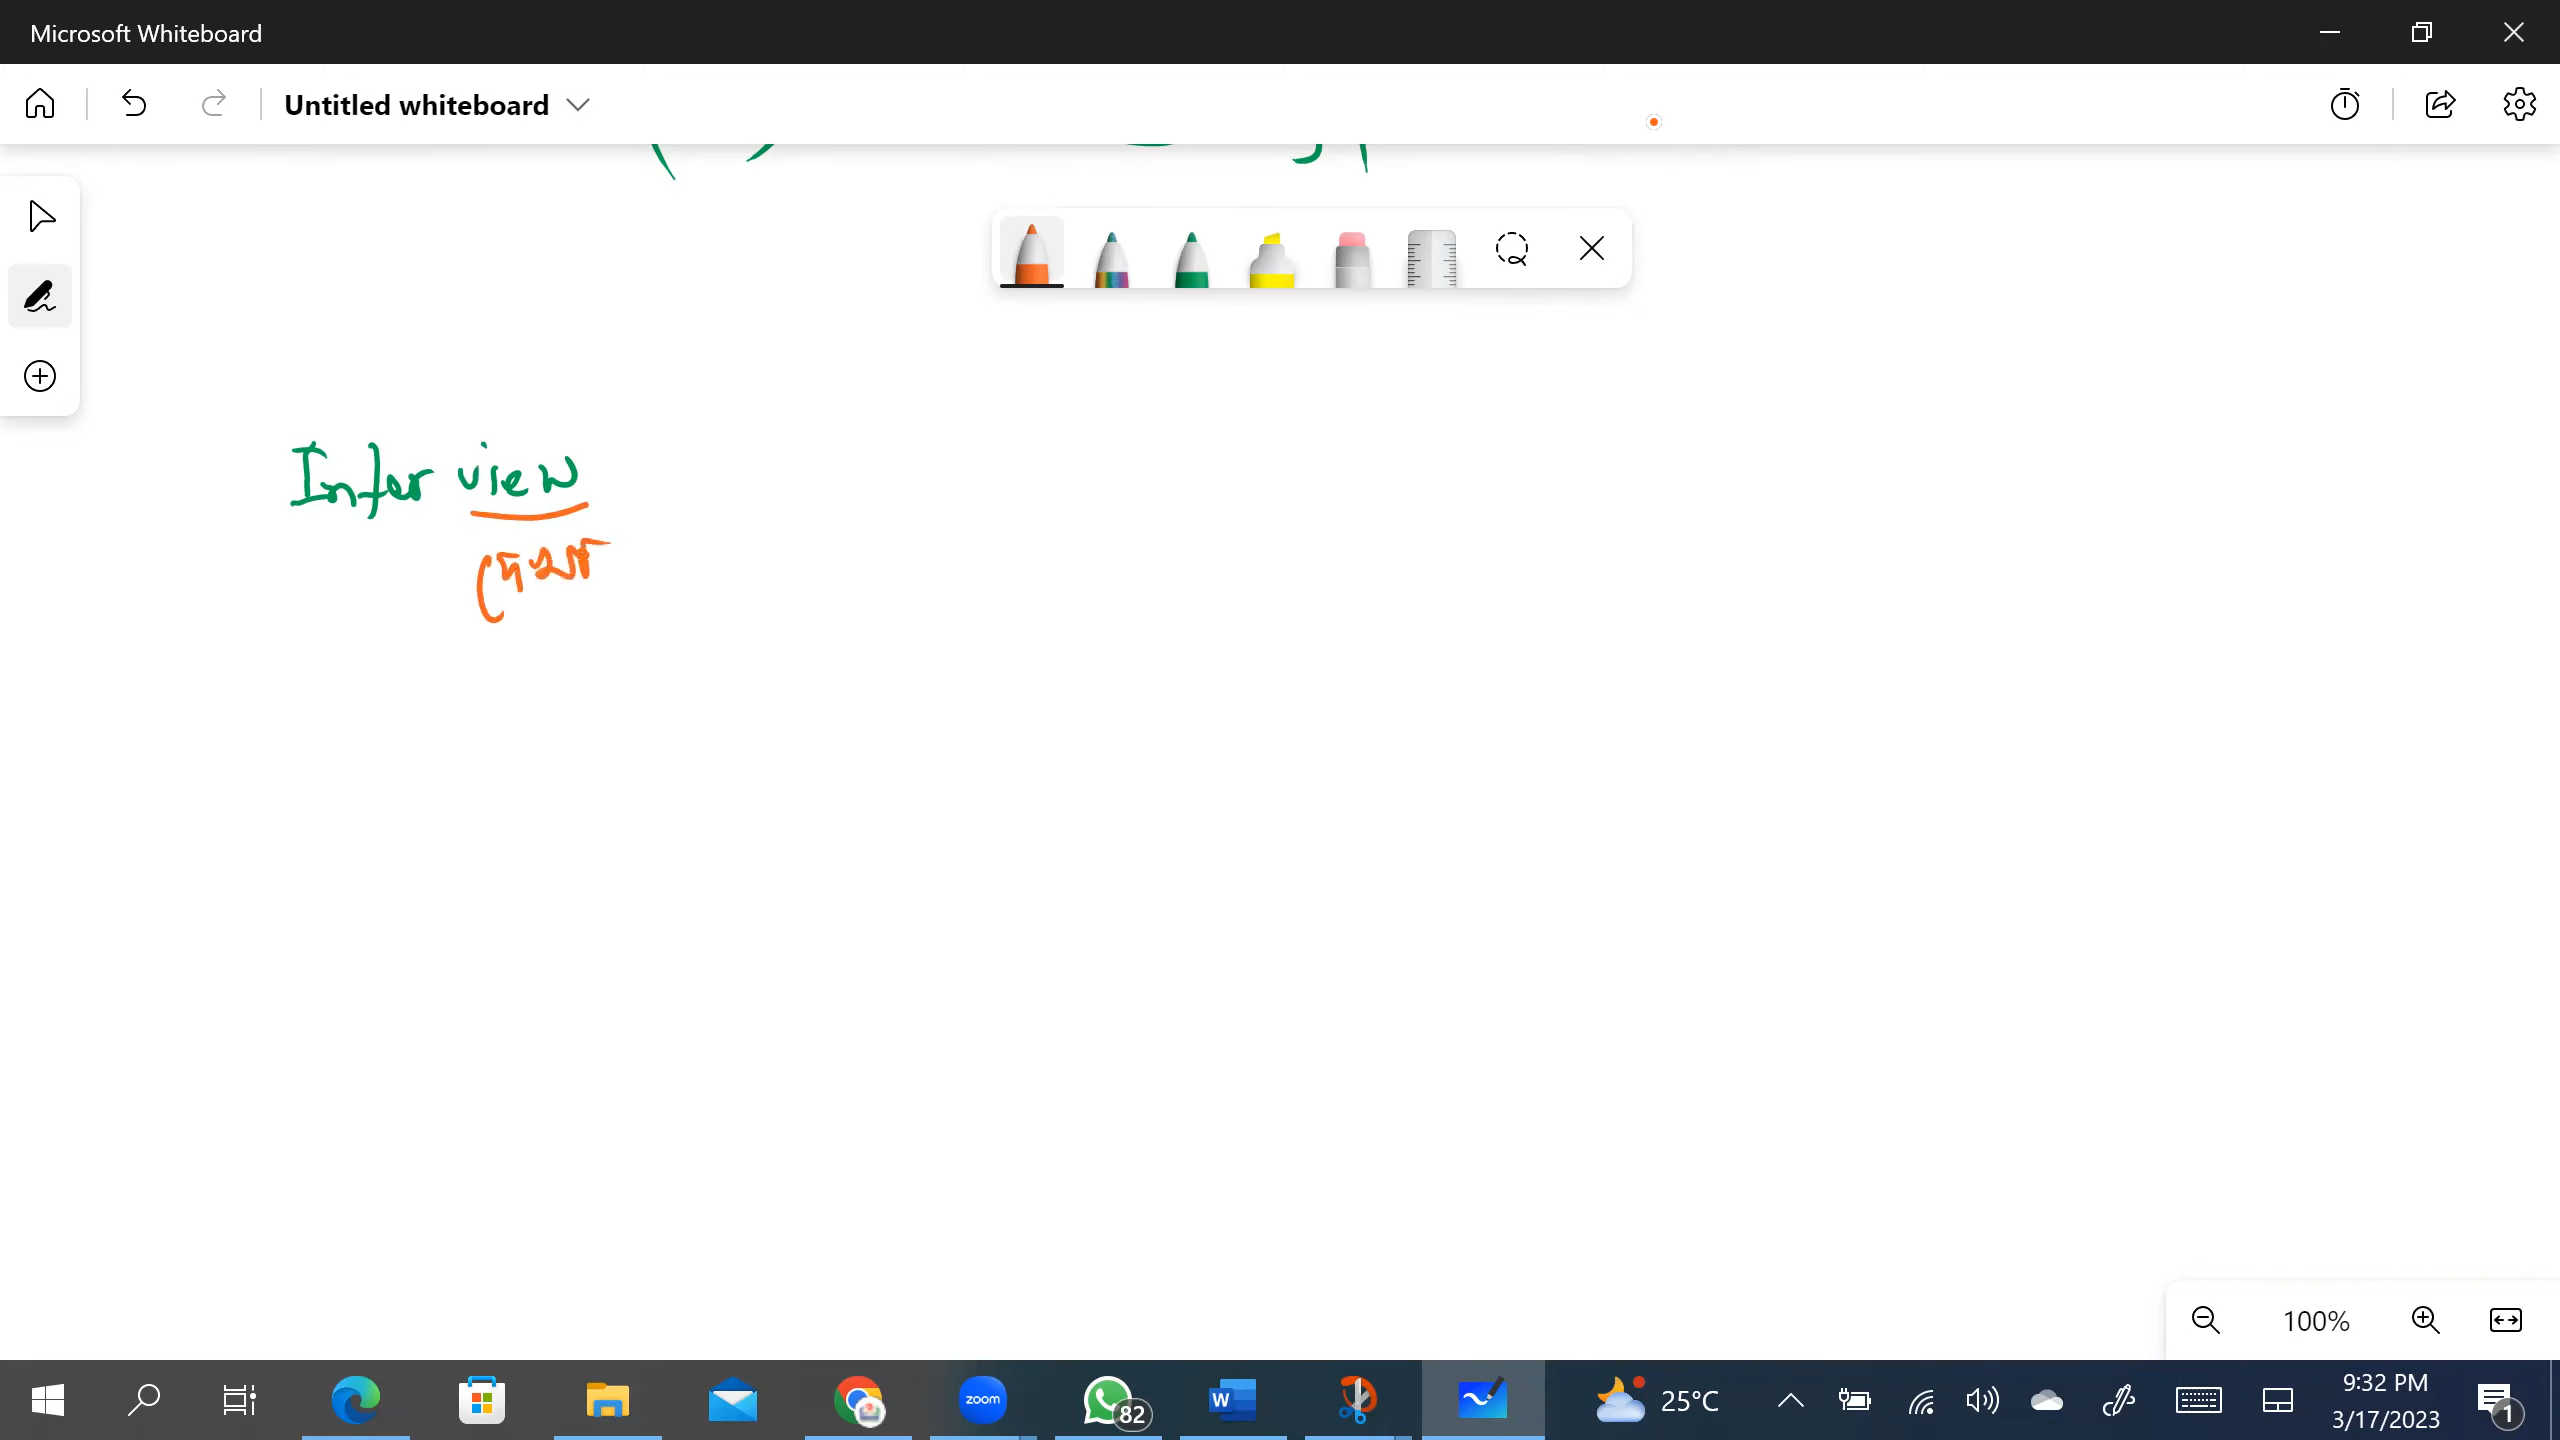 Microsoft Whiteboard
Untitled whiteboard
Inter view
100%
zoom
82
W
25°C
9:32 PM
3/17/2023
1